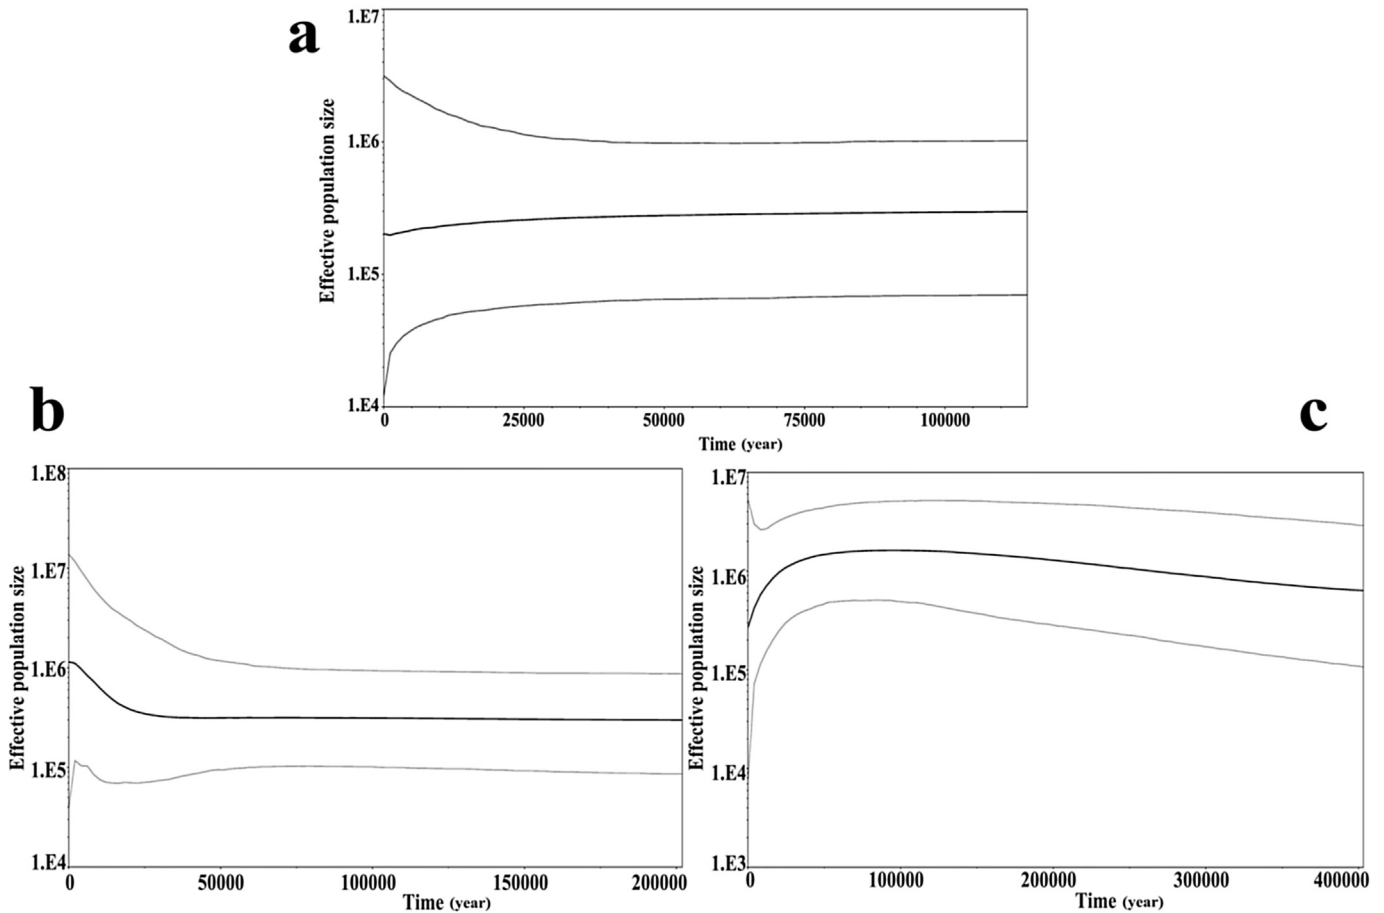 a
1.E7
1.E6
1.E5
1.E4
Effective population size
0 25000 50000 75000 100000
Time (year)
b
1.E8
1.E7
1.E6
1.E5
1.E4
Effective population size
0 50000 100000 150000 200000
Time (year)
c
1.E7
1.E6
1.E5
1.E4
1.E3
Effective population size
0 100000 200000 300000 400000
Time (year)